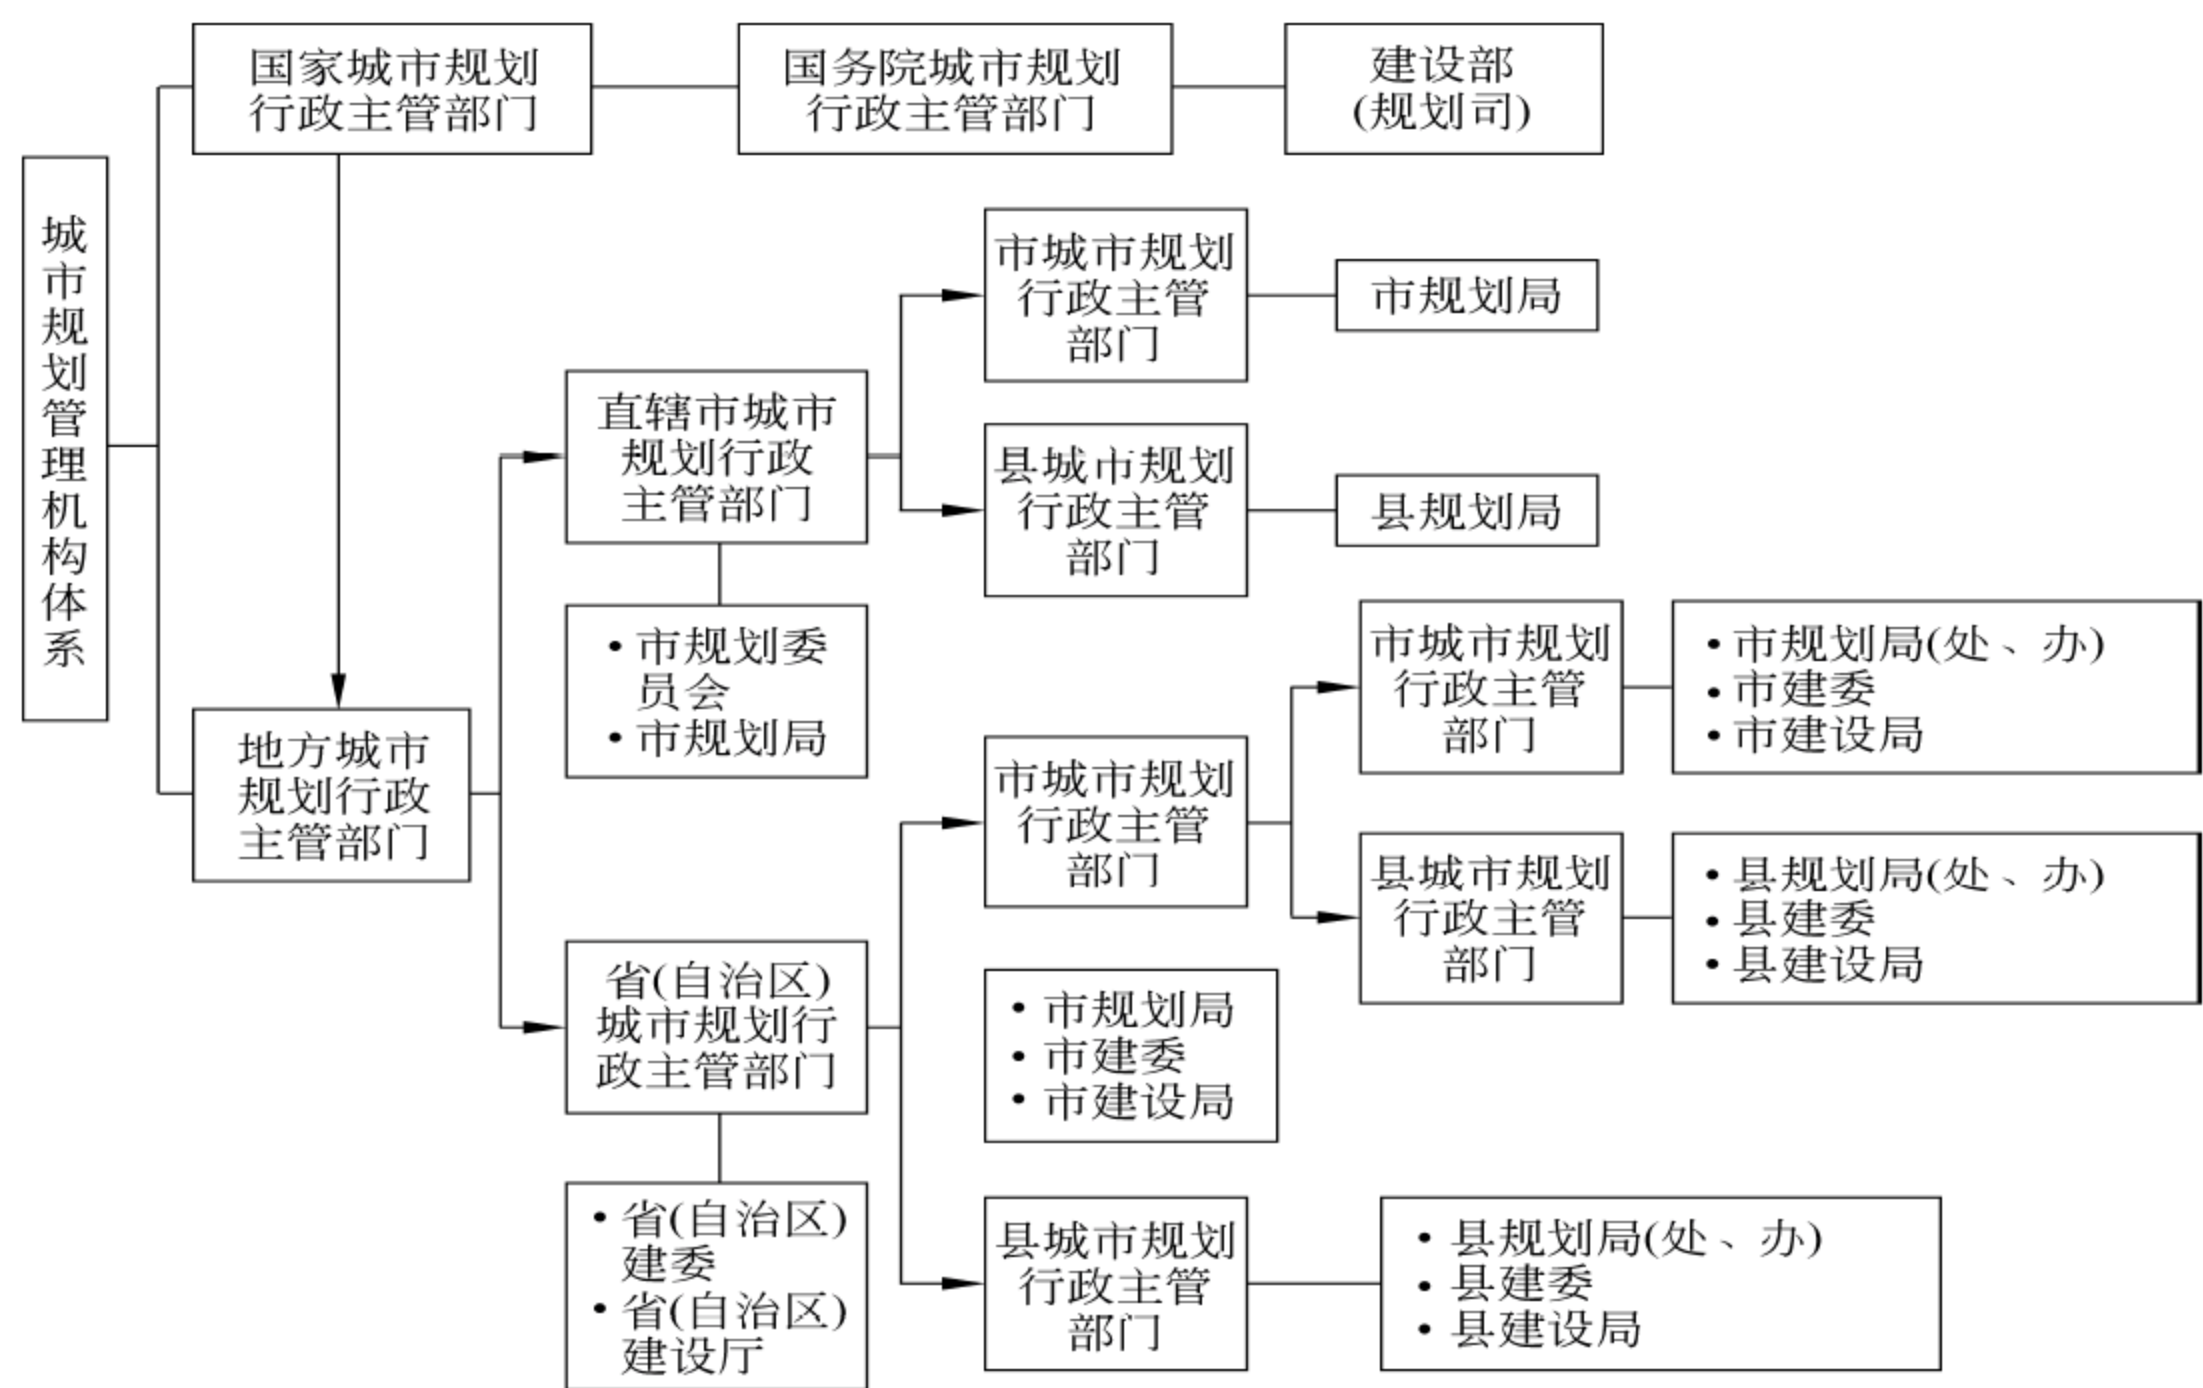 城市规划管理机构体系
国家城市规划
行政主管部门
国务院城市规划
行政主管部门
建设部
(规划司)
地方城市
规划行政
主管部门
直辖市城市
规划行政
主管部门
• 市规划委
员会
• 市规划局
市城市规划
行政主管
部门
市规划局
县城市规划
行政主管
部门
县规划局
省(自治区)
城市规划行
政主管部门
• 省(自治区)
建委
• 省(自治区)
建设厅
市城市规划
行政主管
部门
• 市规划局
• 市建委
• 市建设局
市城市规划
行政主管
部门
• 市规划局(处、办)
• 市建委
• 市建设局
县城市规划
行政主管
部门
• 县规划局(处、办)
• 县建委
• 县建设局
县城市规划
行政主管
部门
• 县规划局(处、办)
• 县建委
• 县建设局